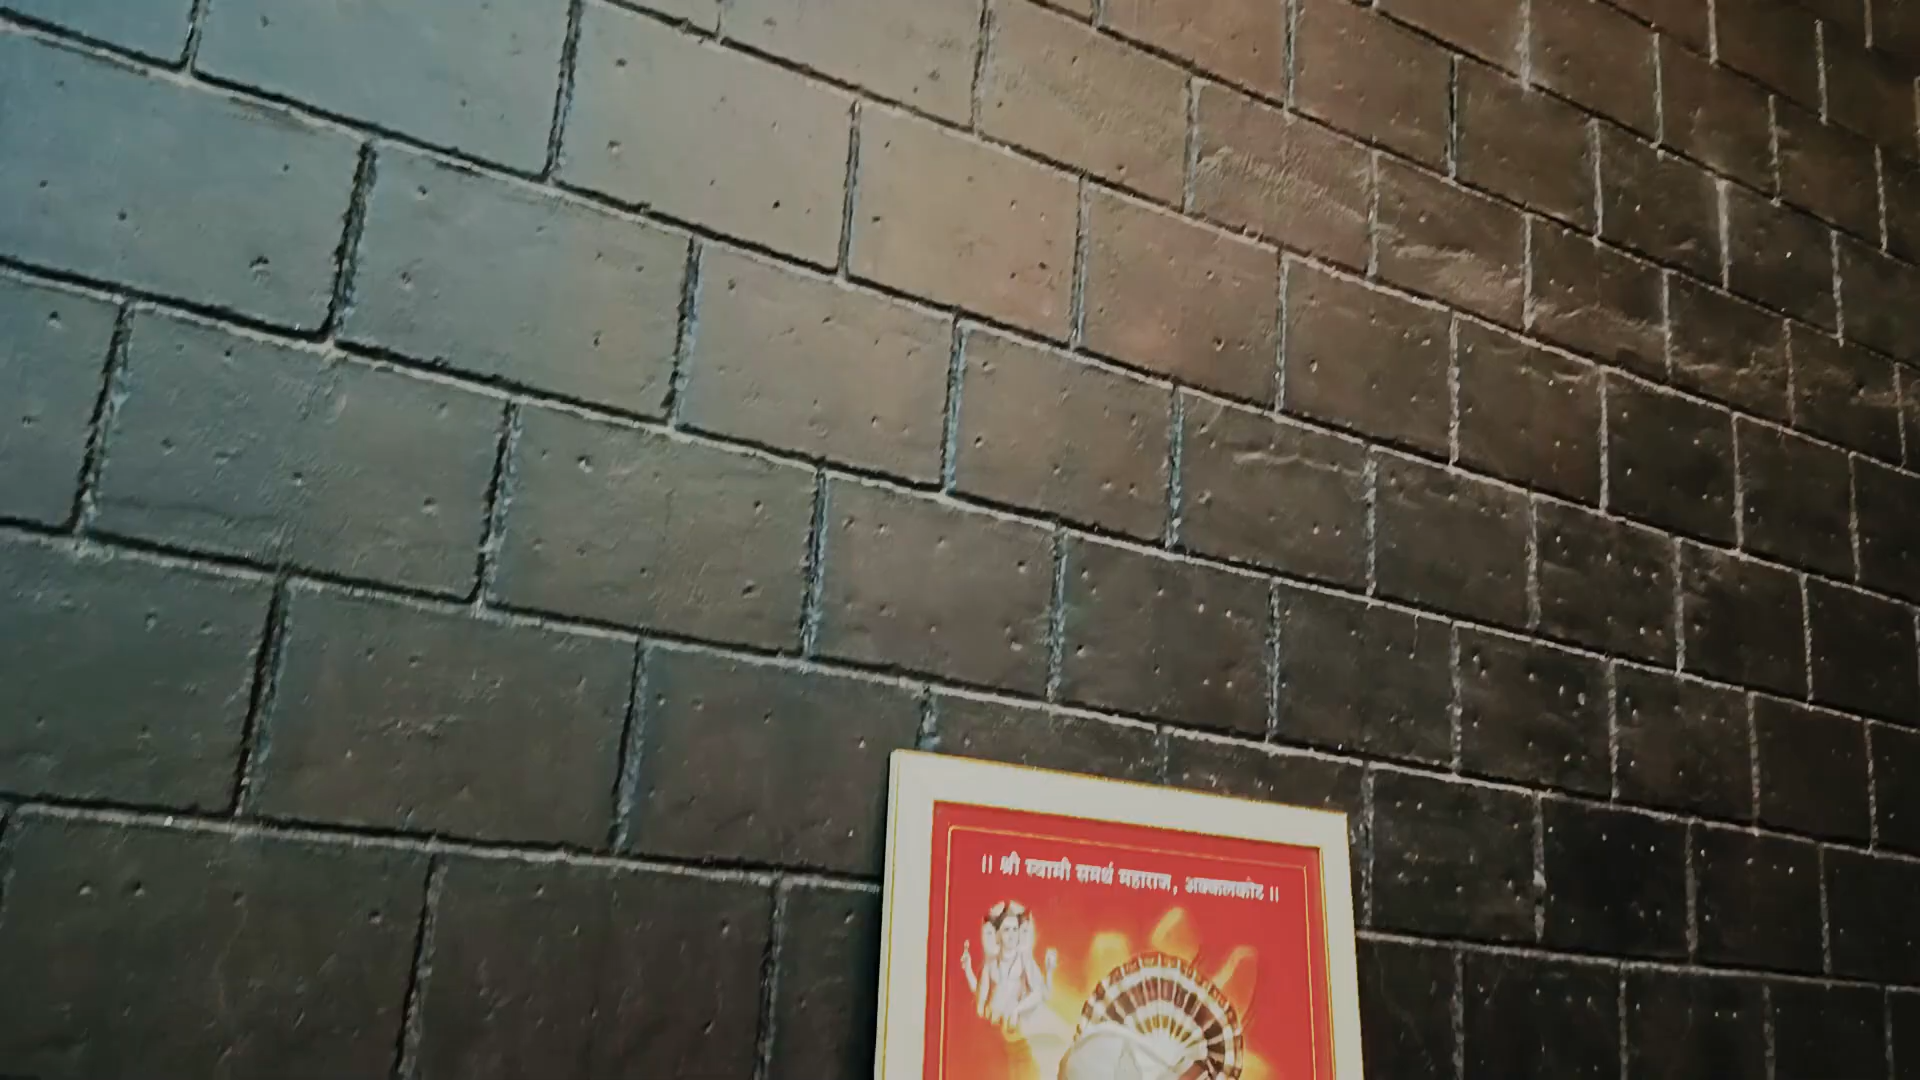 ॥ श्री स्वामी समर्थ महाराज, अक्कलकोट ॥